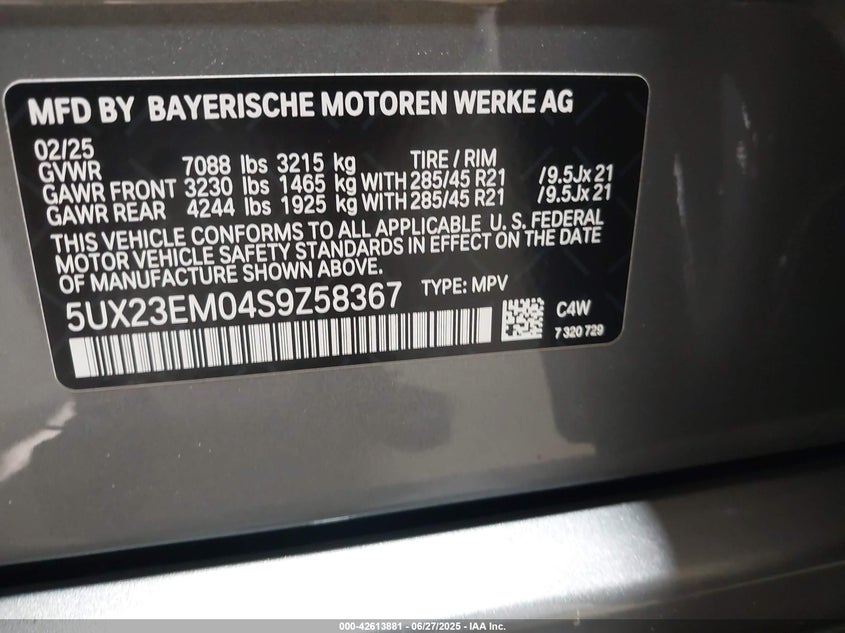 MFD BY BAYERISCHE MOTOREN WERKE AG
02/25
GVWR 7088 lbs 3215 kg TIRE / RIM
GAWR FRONT 3230 lbs 1465 kg WITH 285/45 R21 /9.5Jx21
GAWR REAR 4244 lbs 1925 kg WITH 285/45 R21 /9.5Jx21
THIS VEHICLE CONFORMS TO ALL APPLICABLE U. S. FEDERAL
MOTOR VEHICLE SAFETY STANDARDS IN EFFECT ON THE DATE
OF MANUFACTURE SHOWN ABOVE.
5UX23EM04S9Z58367 TYPE: MPV
C4W
7 320 729
000-42613881 | 06/27/2025 - IAA Inc.